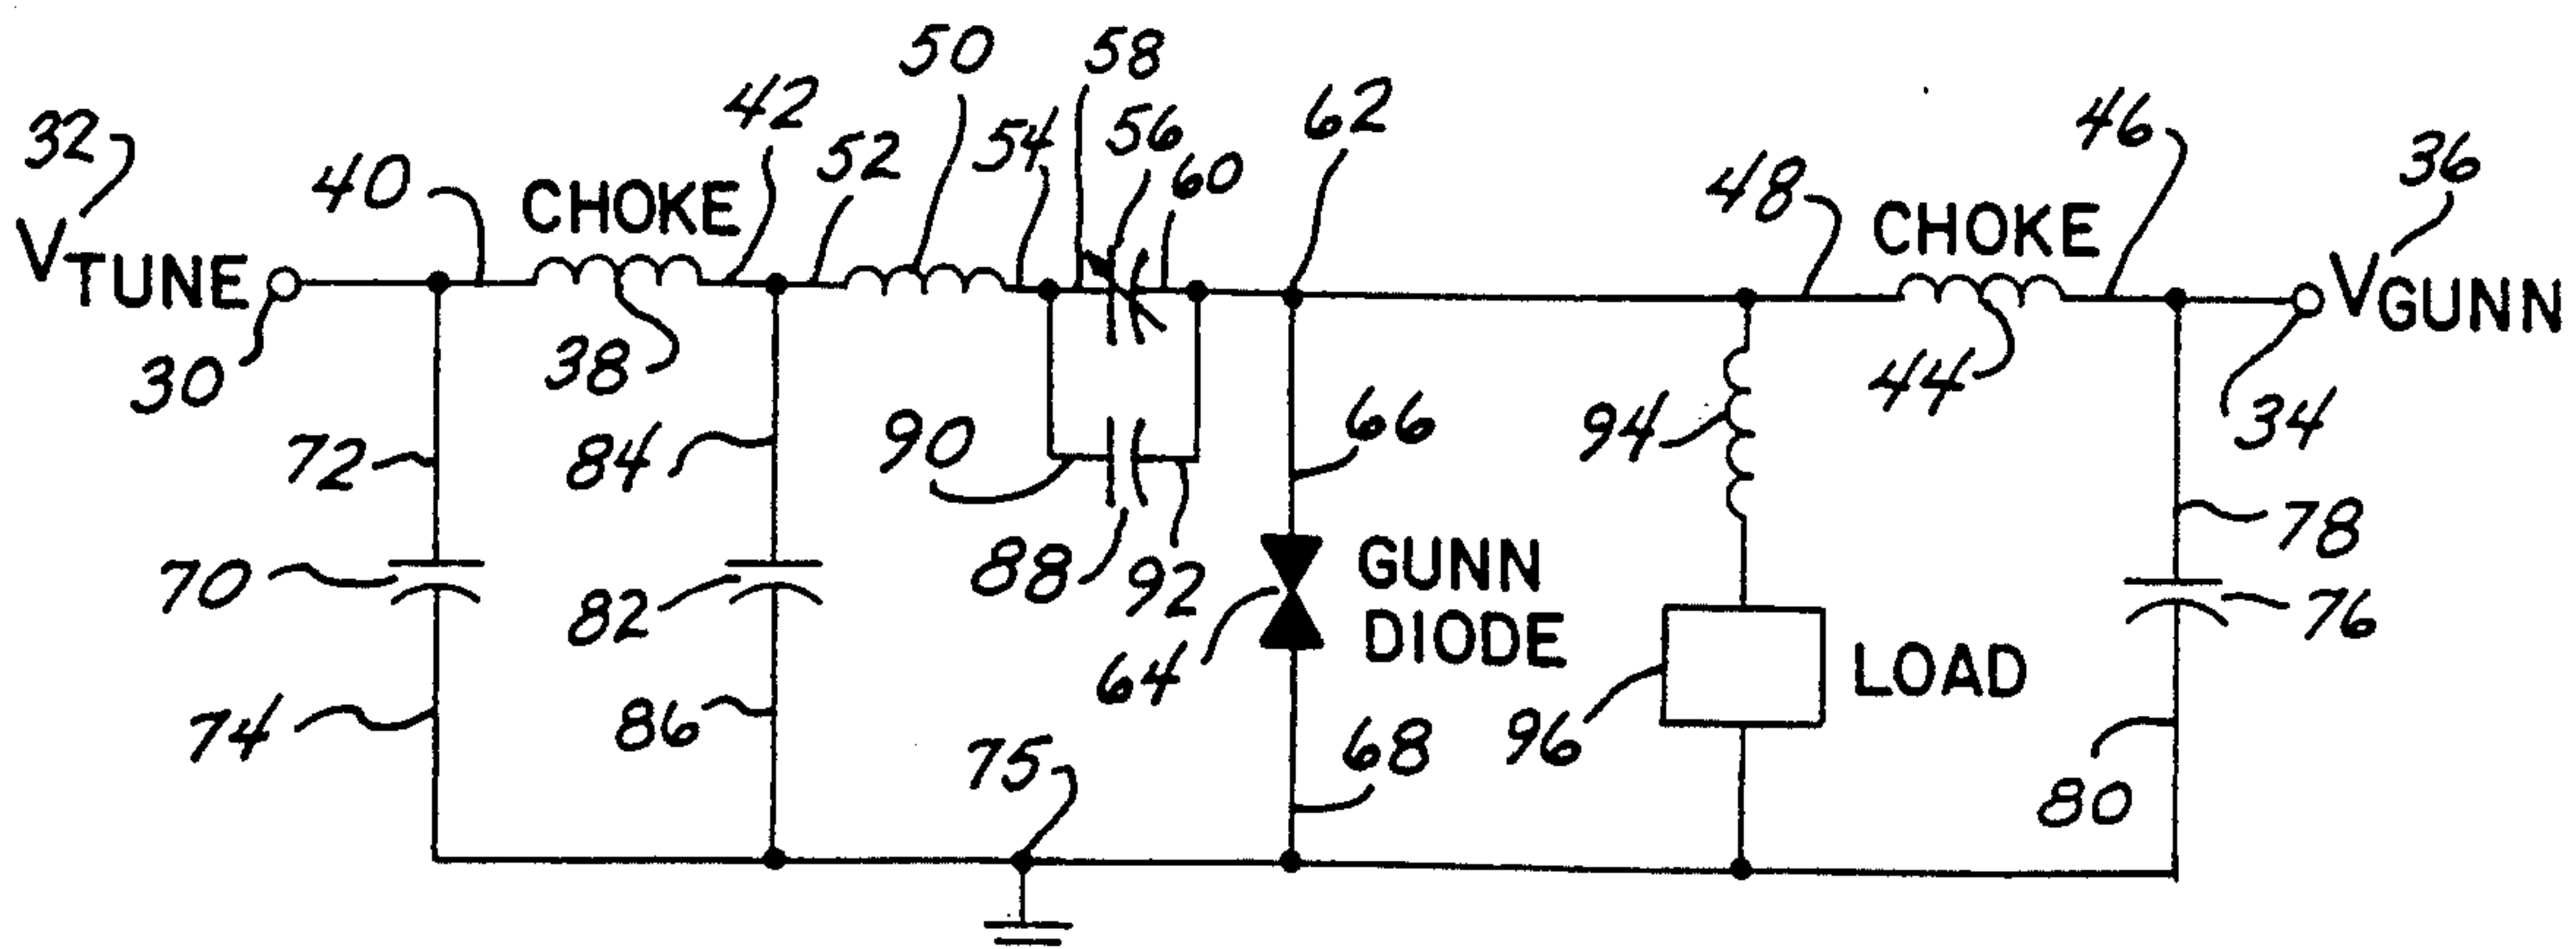 50 58
32 42 52 54 56 60 62 46 36
40 CHOKE 48 CHOKE
VTUNE VGUNN
30 38 44 34
72 84 90 66 94 78
70 82 88 92 64 GUNN DIODE 96 LOAD 76
74 86 75 68 80